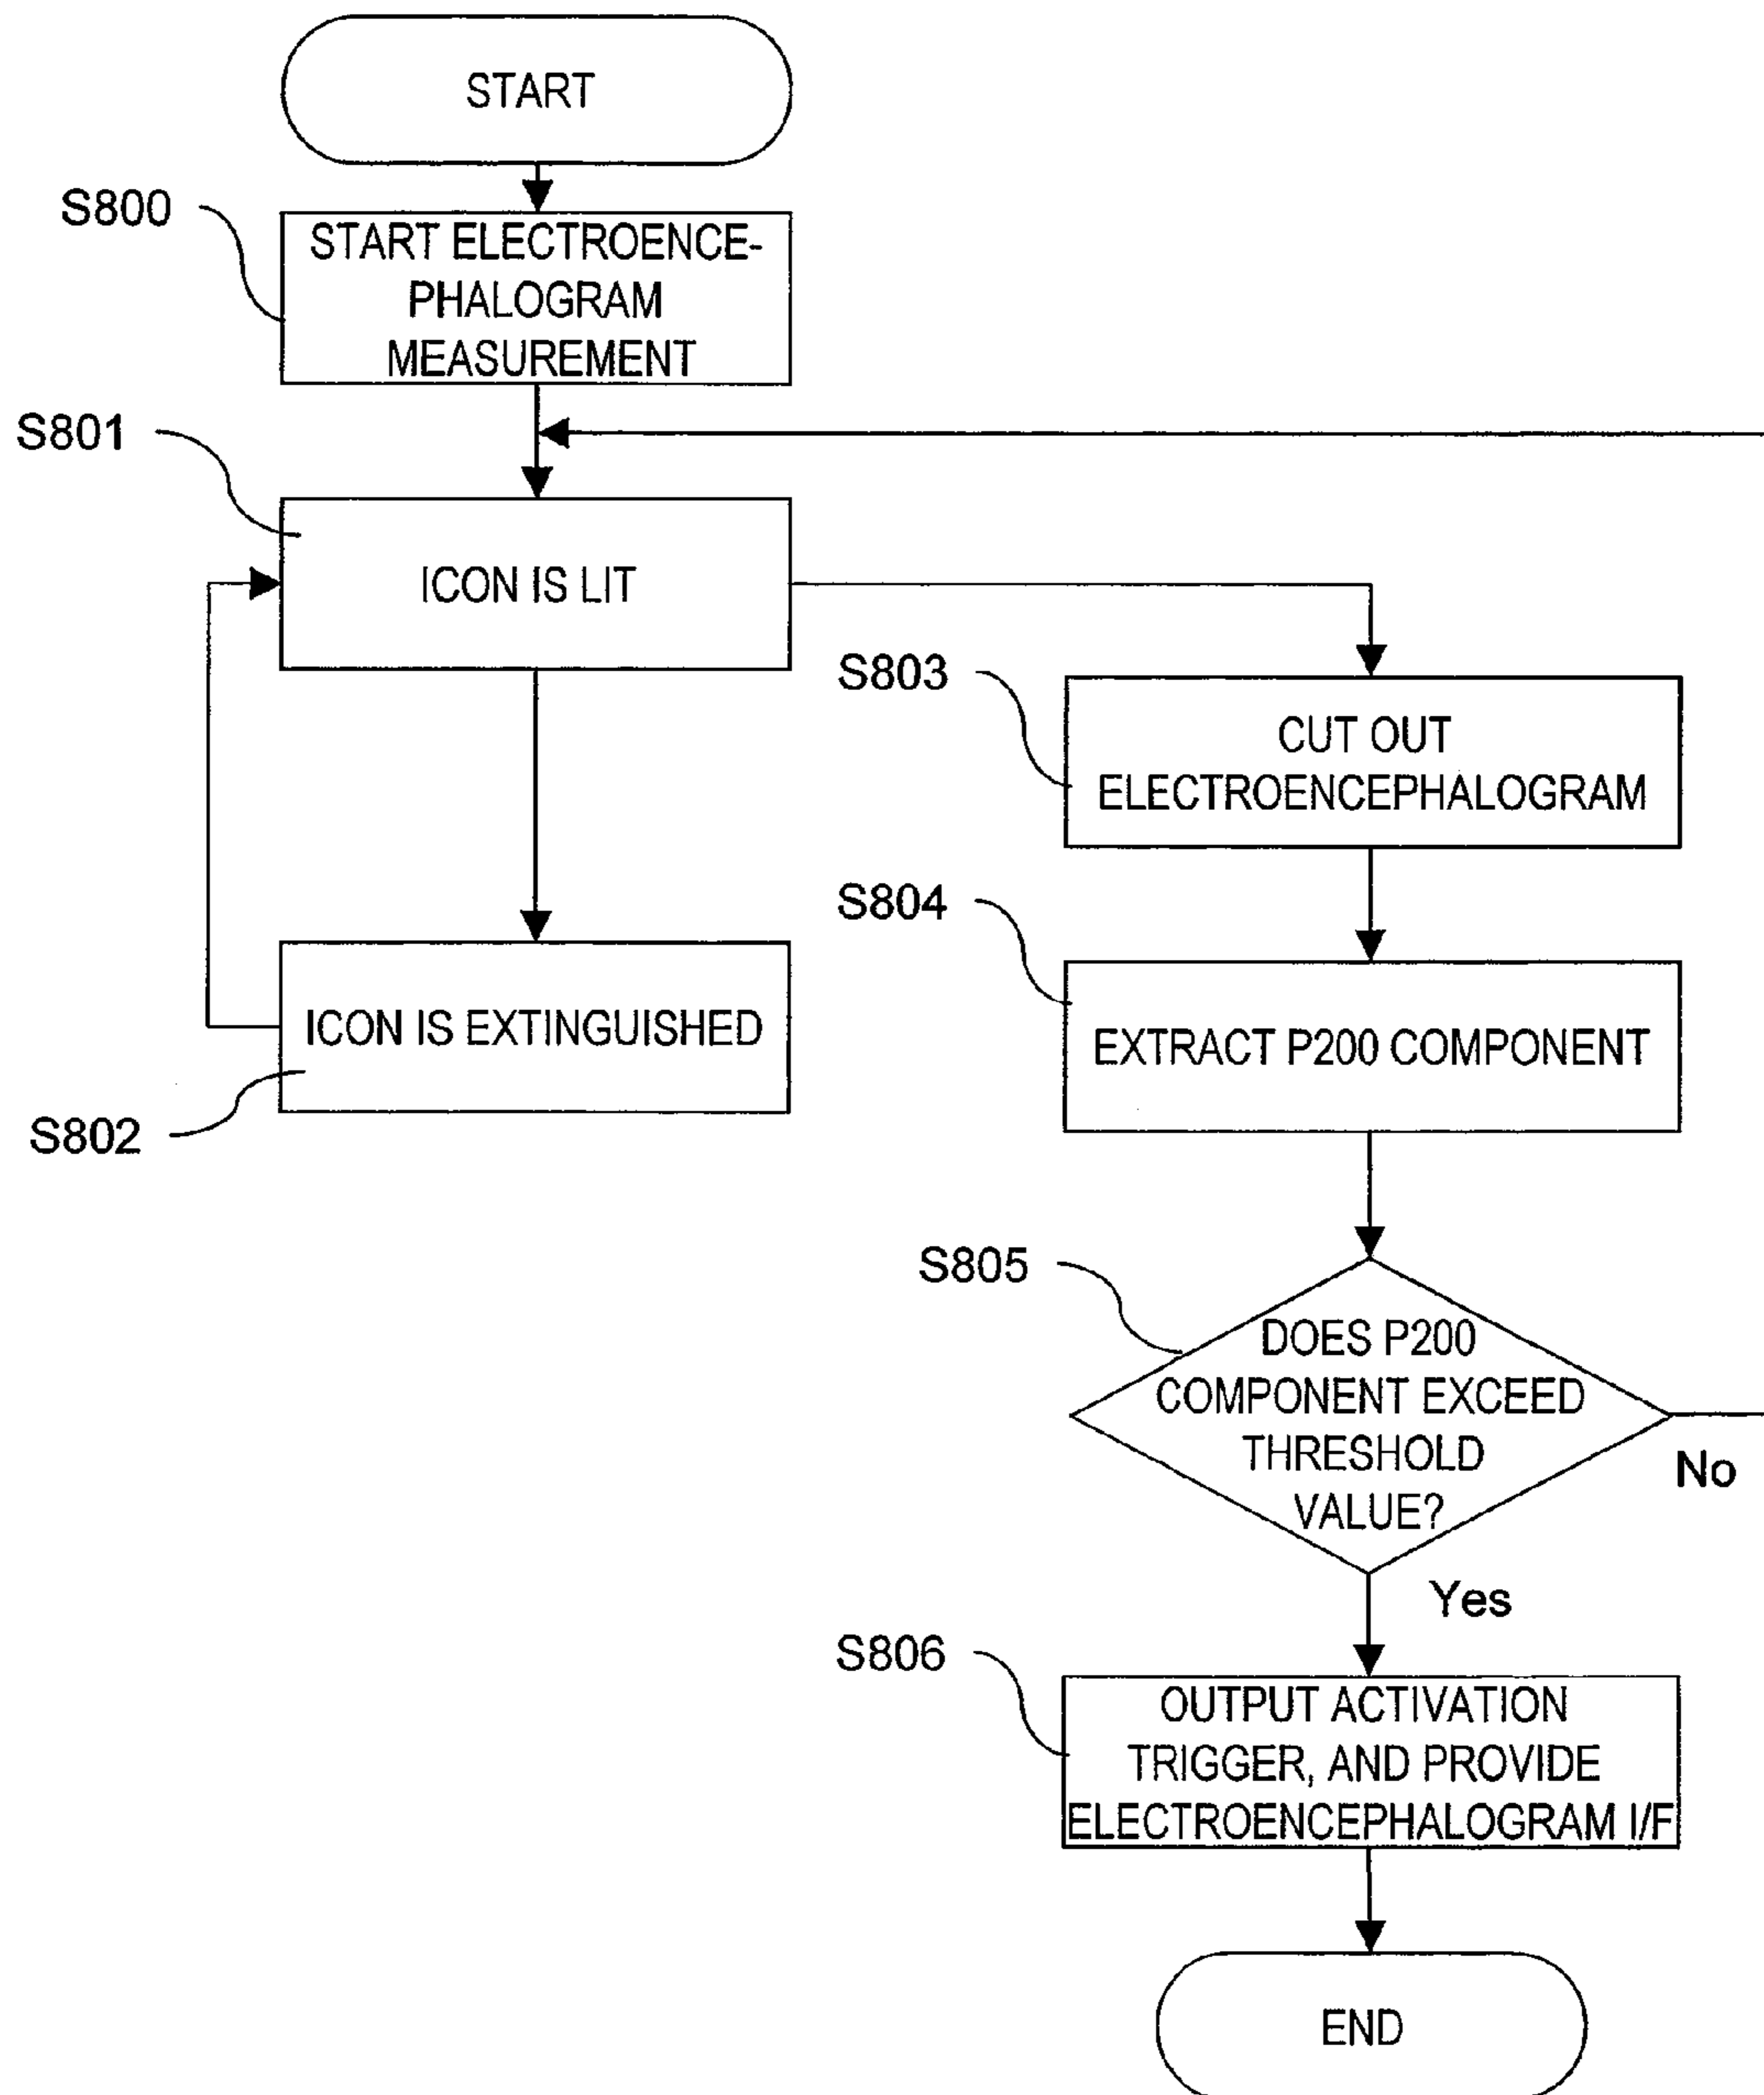 START
S800
START ELECTROENCE-
PHALOGRAM
MEASUREMENT
S801
ICON IS LIT
S803
CUT OUT
ELECTROENCEPHALOGRAM
S804
EXTRACT P200 COMPONENT
ICON IS EXTINGUISHED
S802
S805
DOES P200
COMPONENT EXCEED
THRESHOLD
VALUE?
No
Yes
S806
OUTPUT ACTIVATION
TRIGGER, AND PROVIDE
ELECTROENCEPHALOGRAM I/F
END